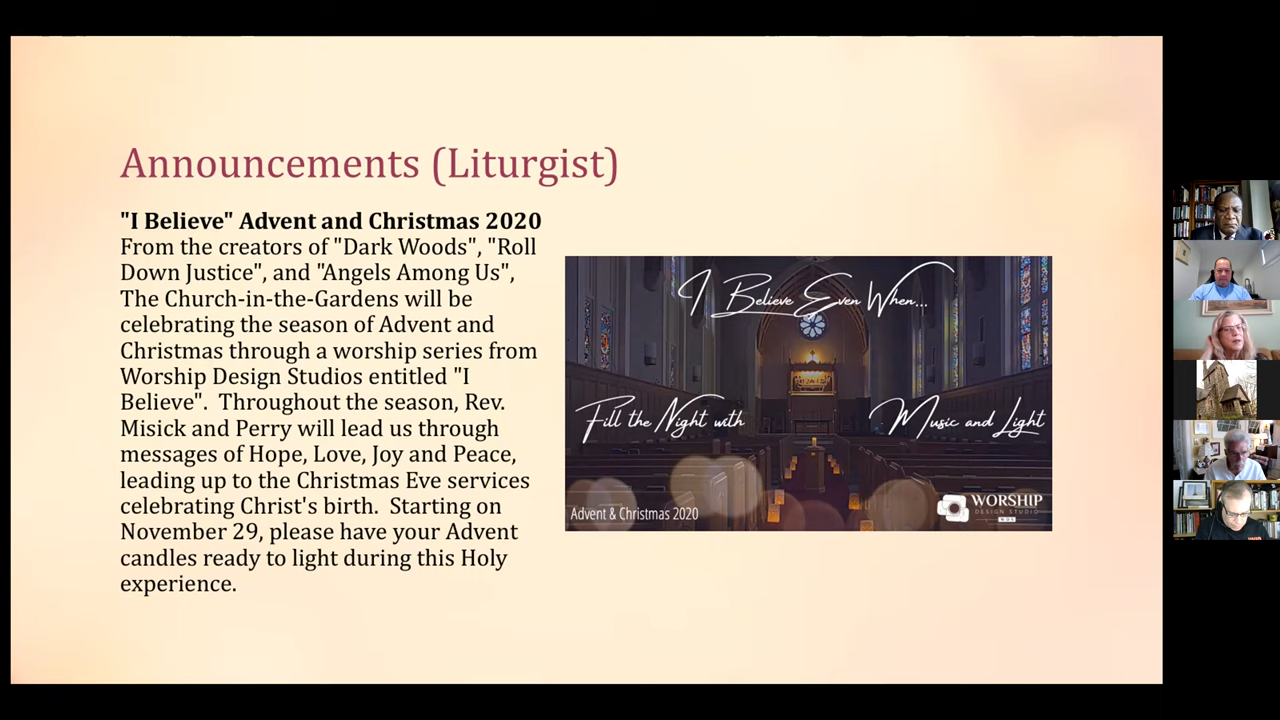 Announcements (Liturgist)
"I Believe" Advent and Christmas 2020
From the creators of "Dark Woods", "Roll
Down Justice", and "Angels Among Us",
The Church-in-the-Gardens will be
celebrating the season of Advent and
Christmas through a worship series from
Worship Design Studios entitled "I
Believe".  Throughout the season, Rev.
Misick and Perry will lead us through
messages of Hope, Love, Joy and Peace,
leading up to the Christmas Eve services
celebrating Christ's birth.  Starting on
November 29, please have your Advent
candles ready to light during this Holy
experience.
I Believe Even When...
Fill the Night with
Music and Light
Advent & Christmas 2020
WORSHIP
DESIGN STUDIO